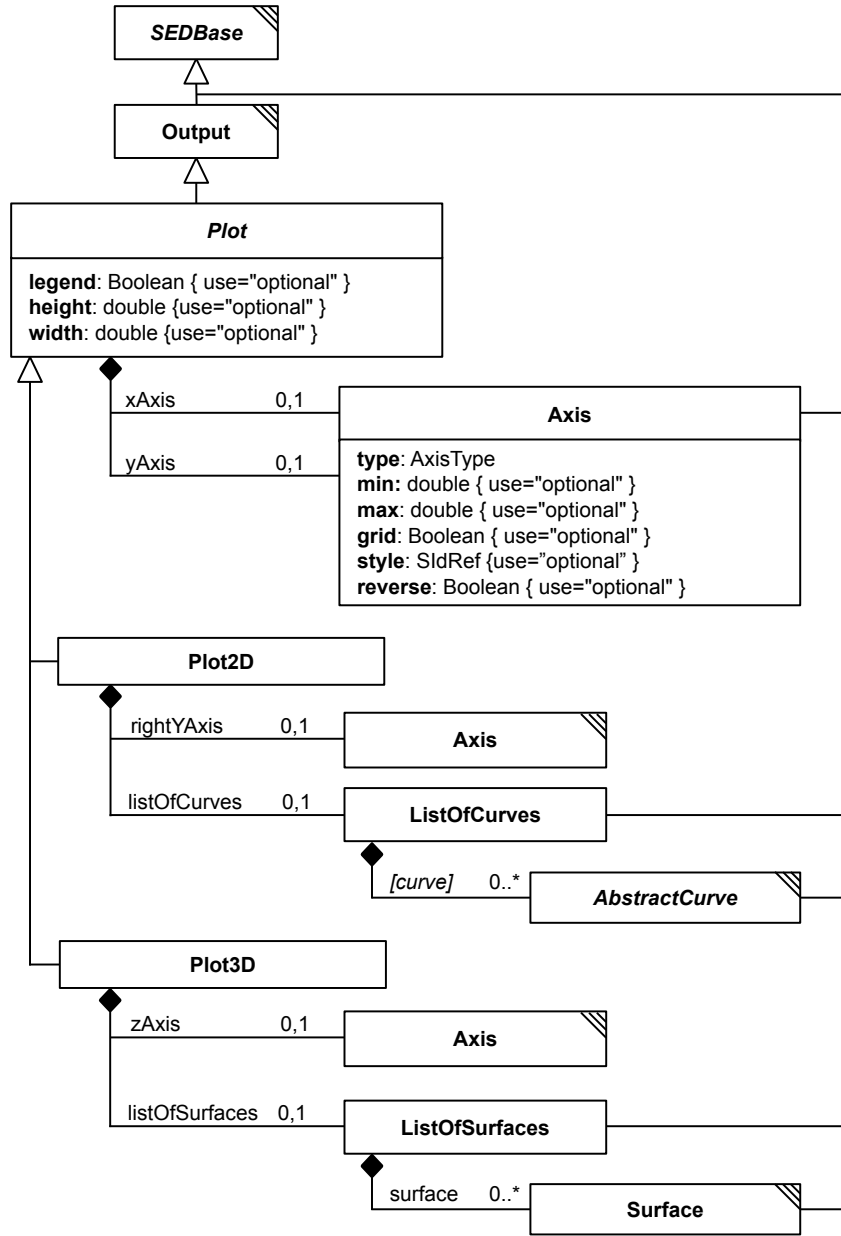 SEDBase
Output
Plot
legend: Boolean { use="optional" }
height: double {use="optional" }
width: double {use="optional" }
xAxis 0,1
yAxis 0,1
Axis
type: AxisType
min: double { use="optional" }
max: double { use="optional" }
grid: Boolean { use="optional" }
style: SIdRef {use=”optional” }
reverse: Boolean { use="optional" }
Plot2D
rightYAxis 0,1
Axis
listOfCurves 0,1
ListOfCurves
[curve] 0..*
AbstractCurve
Plot3D
zAxis 0,1
Axis
listOfSurfaces 0,1
ListOfSurfaces
surface 0..*
Surface